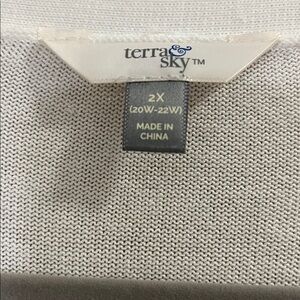 terra &
sky™
2X
(20W-22W)
MADE IN
CHINA